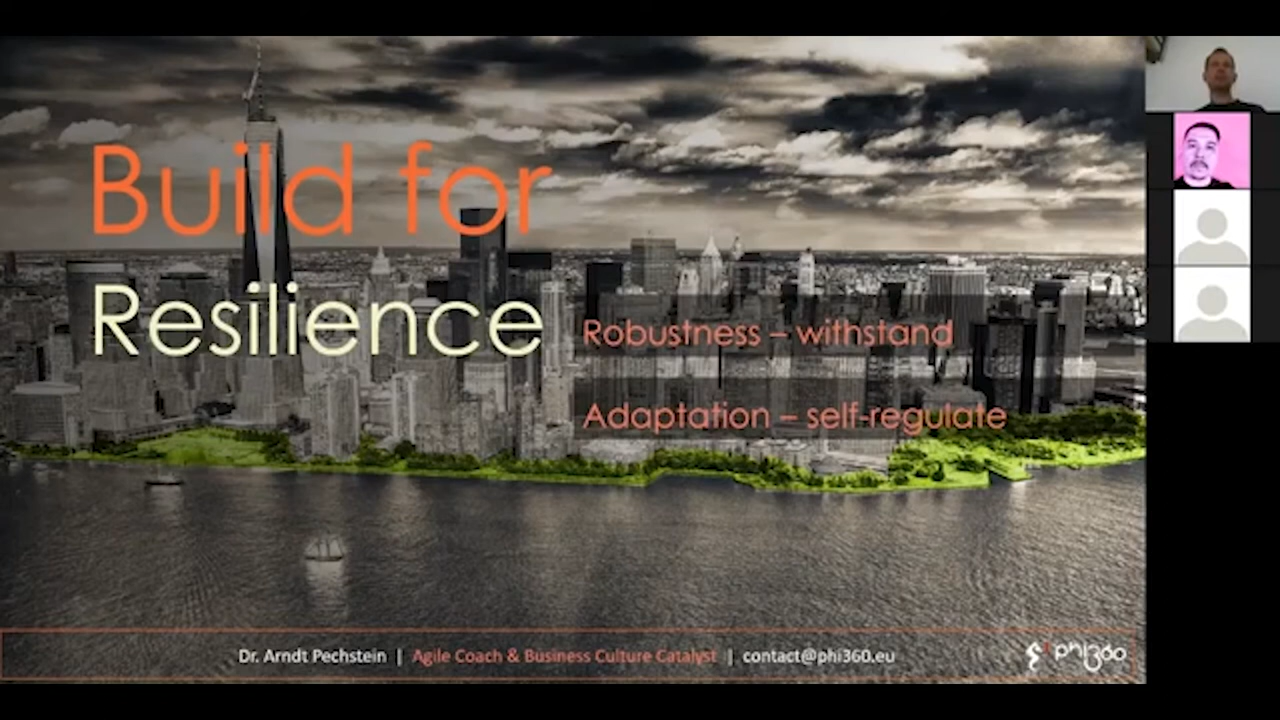 Build for
Resilience
Robustness – withstand
Adaptation – self-regulate
Dr. Arndt Pechstein | Agile Coach & Business Culture Catalyst | contact@phi360.eu
phi360